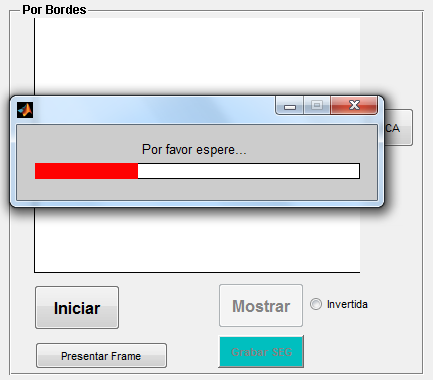 Por Bordes
CA
Por favor espere...
Iniciar
Mostrar
Invertida
Presentar Frame
Grabar SEG